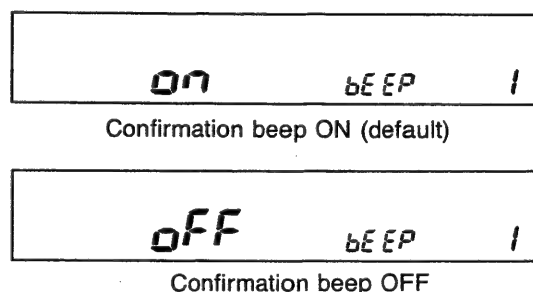 on bEEP 1
Confirmation beep ON (default)
oFF bEEP 1
Confirmation beep OFF